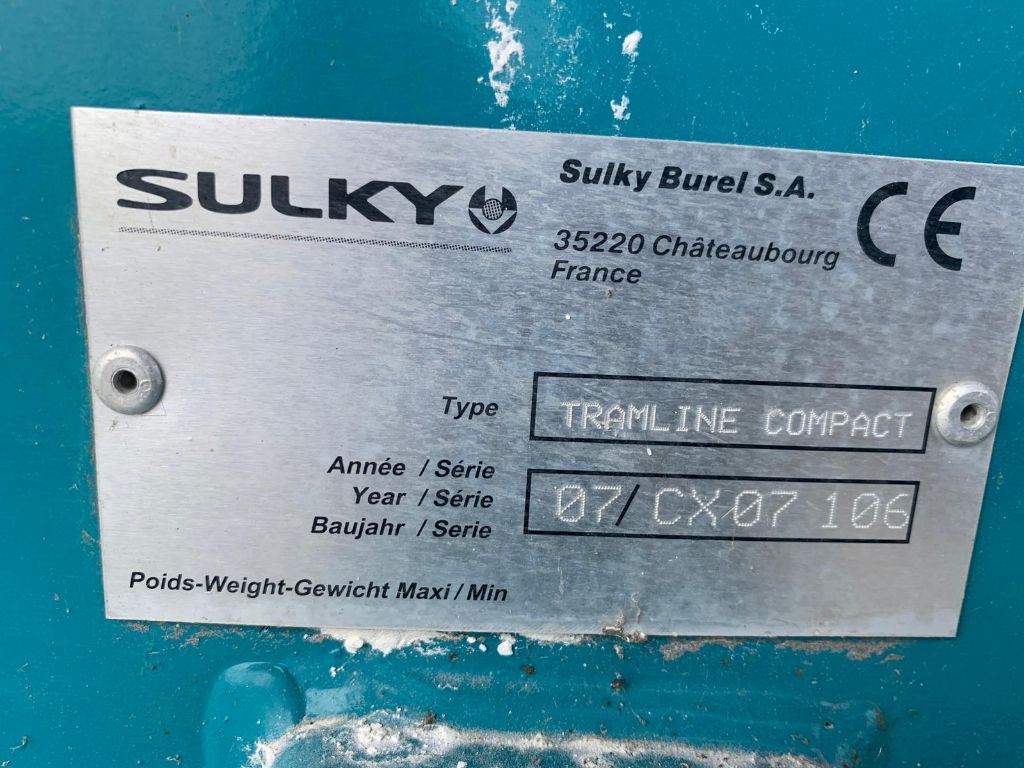 SULKY
Sulky Burel S.A.
35220 Châteaubourg
France
CE
Type TRAMLINE COMPACT
Année / Série
Year / Série
Baujahr / Serie
07/CX07 106
Poids-Weight-Gewicht Maxi / Min